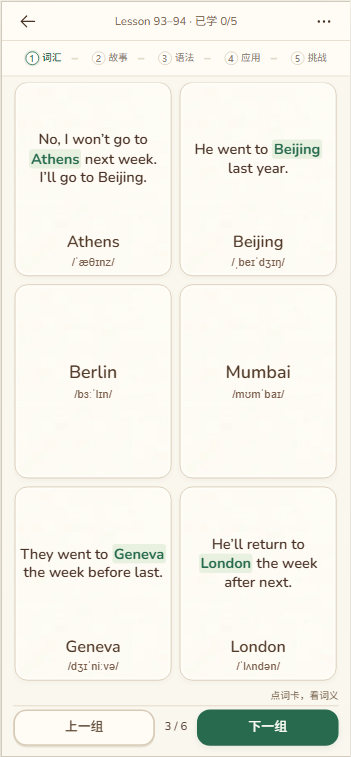 Lesson 93–94 · 已学 0/5
1 词汇 – 2 故事 – 3 语法 – 4 应用 – 5 挑战
No, I won't go to
Athens next week.
I'll go to Beijing.
Athens
/ˈæθɪnz/
He went to Beijing
last year.
Beijing
/ˌbeɪˈdʒɪŋ/
Berlin
/bɜːˈlɪn/
Mumbai
/mʊmˈbaɪ/
They went to Geneva
the week before last.
Geneva
/dʒɪˈniːvə/
He'll return to
London the week
after next.
London
/ˈlʌndən/
点词卡，看词义
上一组
3 / 6
下一组